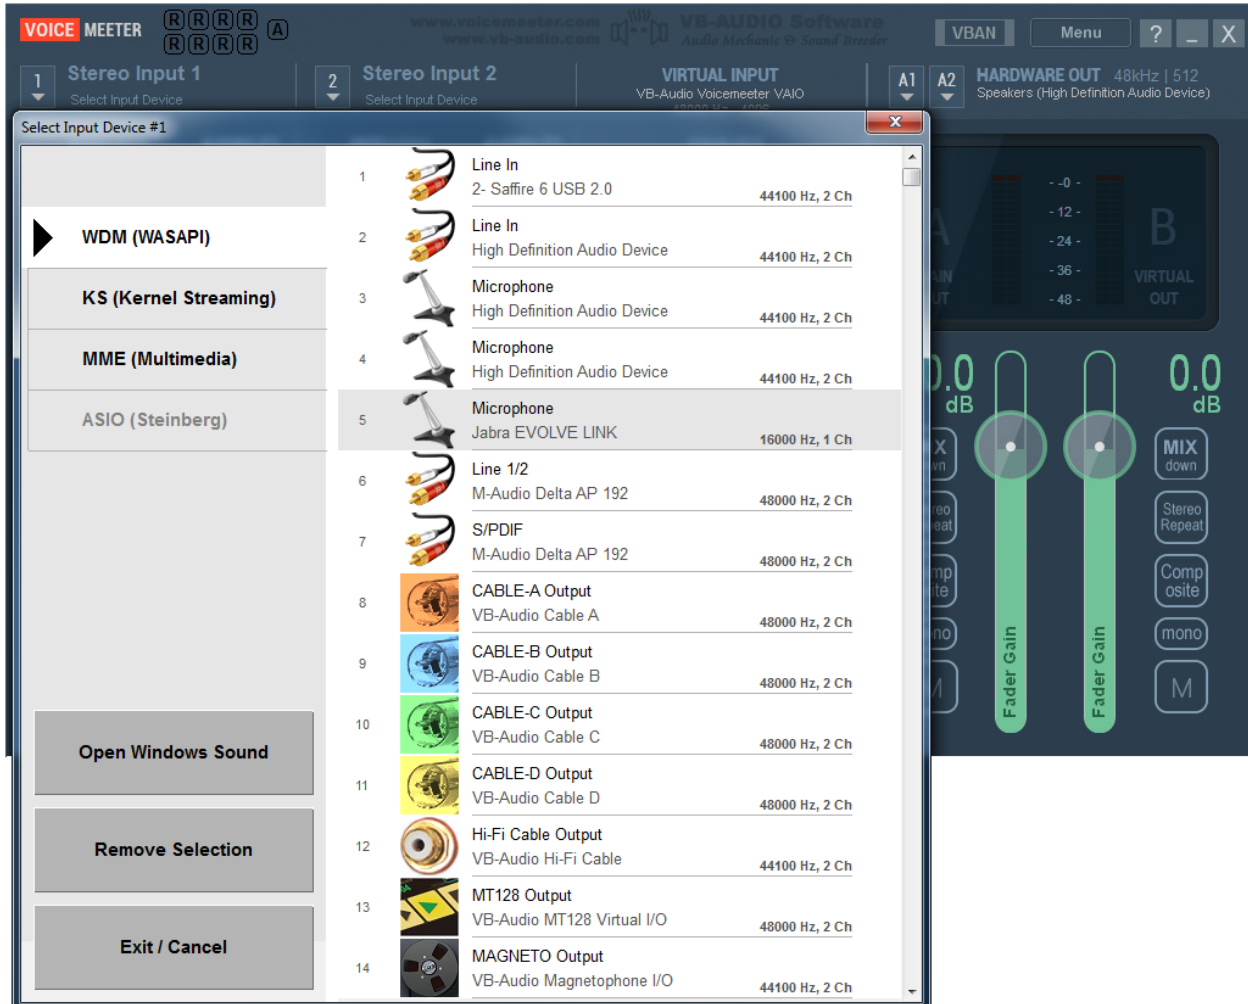 VOICE MEETER
R R R R A
R R R R
www.voicemeeter.com
www.vb-audio.com
VB-AUDIO Software
Audio Mechanic & Sound Breeder
VBAN
Menu
? _ X
1 Stereo Input 1
Select Input Device
2 Stereo Input 2
Select Input Device
VIRTUAL INPUT
VB-Audio Voicemeeter VAIO
A1 A2 HARDWARE OUT 48kHz | 512
Speakers (High Definition Audio Device)
Select Input Device #1
x
WDM (WASAPI)
KS (Kernel Streaming)
MME (Multimedia)
ASIO (Steinberg)
Open Windows Sound
Remove Selection
Exit / Cancel
1 Line In
2- Saffire 6 USB 2.0
44100 Hz, 2 Ch
2 Line In
High Definition Audio Device
44100 Hz, 2 Ch
3 Microphone
High Definition Audio Device
44100 Hz, 2 Ch
4 Microphone
High Definition Audio Device
44100 Hz, 2 Ch
5 Microphone
Jabra EVOLVE LINK
16000 Hz, 1 Ch
6 Line 1/2
M-Audio Delta AP 192
48000 Hz, 2 Ch
7 S/PDIF
M-Audio Delta AP 192
48000 Hz, 2 Ch
8 CABLE-A Output
VB-Audio Cable A
48000 Hz, 2 Ch
9 CABLE-B Output
VB-Audio Cable B
48000 Hz, 2 Ch
10 CABLE-C Output
VB-Audio Cable C
48000 Hz, 2 Ch
11 CABLE-D Output
VB-Audio Cable D
48000 Hz, 2 Ch
12 Hi-Fi Cable Output
VB-Audio Hi-Fi Cable
44100 Hz, 2 Ch
13 MT128 Output
VB-Audio MT128 Virtual I/O
48000 Hz, 2 Ch
14 MAGNETO Output
VB-Audio Magnetophone I/O
44100 Hz, 2 Ch
- -0 -
- -12 -
- -24 -
- -36 -
- -48 -
B
VIRTUAL
OUT
0.0
dB
0.0
dB
MIX
down
Stereo
Repeat
Comp
osite
mono
M
Fader Gain
Fader Gain